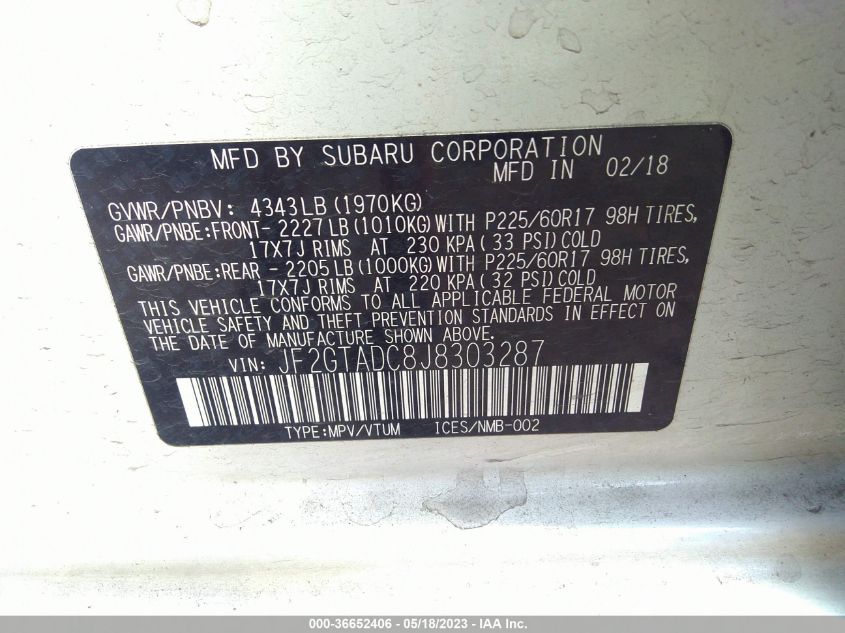 MFD BY SUBARU CORPORATION
MFD IN 02/18
GVWR/PNBV: 4343LB (1970KG)
GAWR/PNBE:FRONT- 2227LB (1010KG) WITH P225/60R17 98H TIRES,
17X7J RIMS AT 230 KPA ( 33 PSI) COLD
GAWR/PNBE:REAR - 2205LB (1000KG) WITH P225/60R17 98H TIRES,
17X7J RIMS AT 220 KPA ( 32 PSI) COLD
THIS VEHICLE CONFORMS TO ALL APPLICABLE FEDERAL MOTOR
VEHICLE SAFETY AND THEFT PREVENTION STANDARDS IN EFFECT ON
THE DATE OF MANUFACTURE SHOWN ABOVE.
VIN: JF2GTADC8J8303287
TYPE:MPV/VTUM ICES/NMB-002
000-36652406 - 05/18/2023 - IAA Inc.